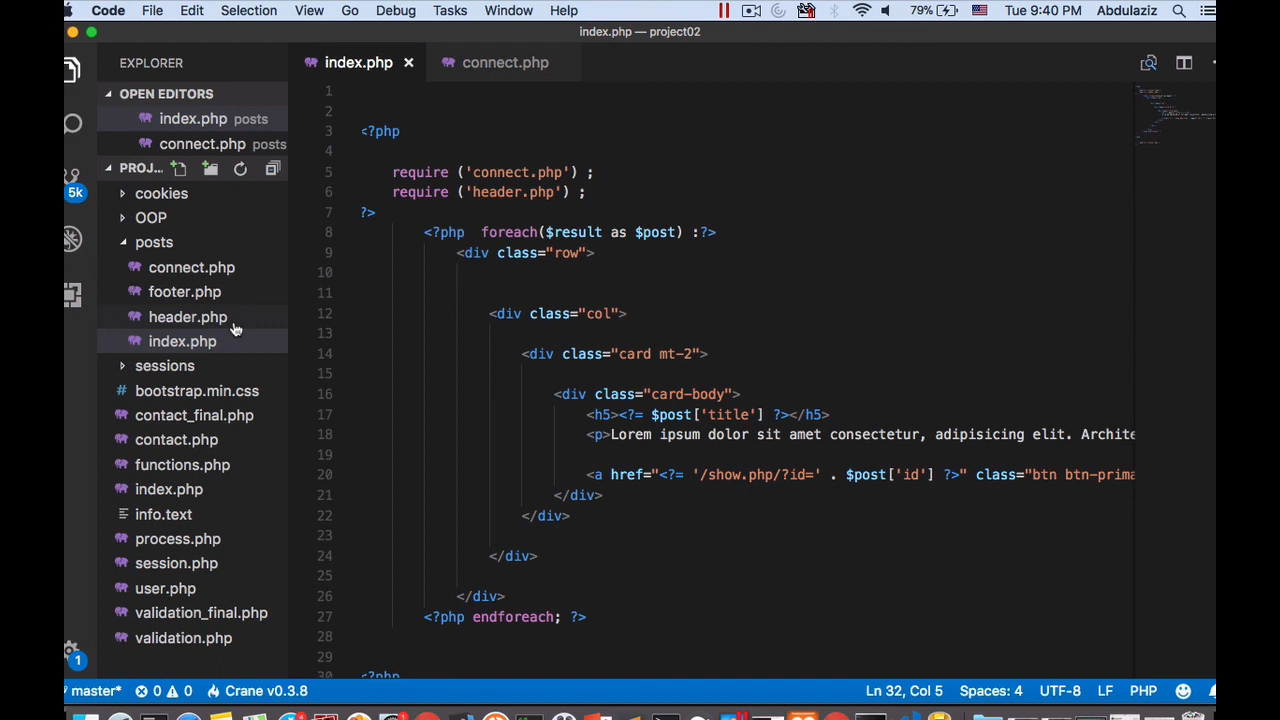 Code File Edit Selection View Go Debug Tasks Window Help 79% Tue 9:40 PM Abdulaziz
index.php — project02
EXPLORER
OPEN EDITORS
index.php posts
connect.php posts
PROJ...
cookies
OOP
posts
connect.php
footer.php
header.php
index.php
sessions
# bootstrap.min.css
contact_final.php
contact.php
functions.php
index.php
info.text
process.php
session.php
user.php
validation_final.php
validation.php
5k
1
index.php × connect.php
1
2
3 <?php
4
5 require ('connect.php') ;
6 require ('header.php') ;
7 ?>
8 <?php foreach($result as $post) :?>
9 <div class="row">
10
11
12 <div class="col">
13
14 <div class="card mt-2">
15
16 <div class="card-body">
17 <h5><?= $post['title'] ?></h5>
18 <p>Lorem ipsum dolor sit amet consectetur, adipisicing elit. Archite
19
20 <a href="<?= '/show.php/?id=' . $post['id'] ?>" class="btn btn-prima
21 </div>
22 </div>
23
24 </div>
25
26 </div>
27 <?php endforeach; ?>
28
29
30 <?php
master* 0 0 Crane v0.3.8 Ln 32, Col 5 Spaces: 4 UTF-8 LF PHP